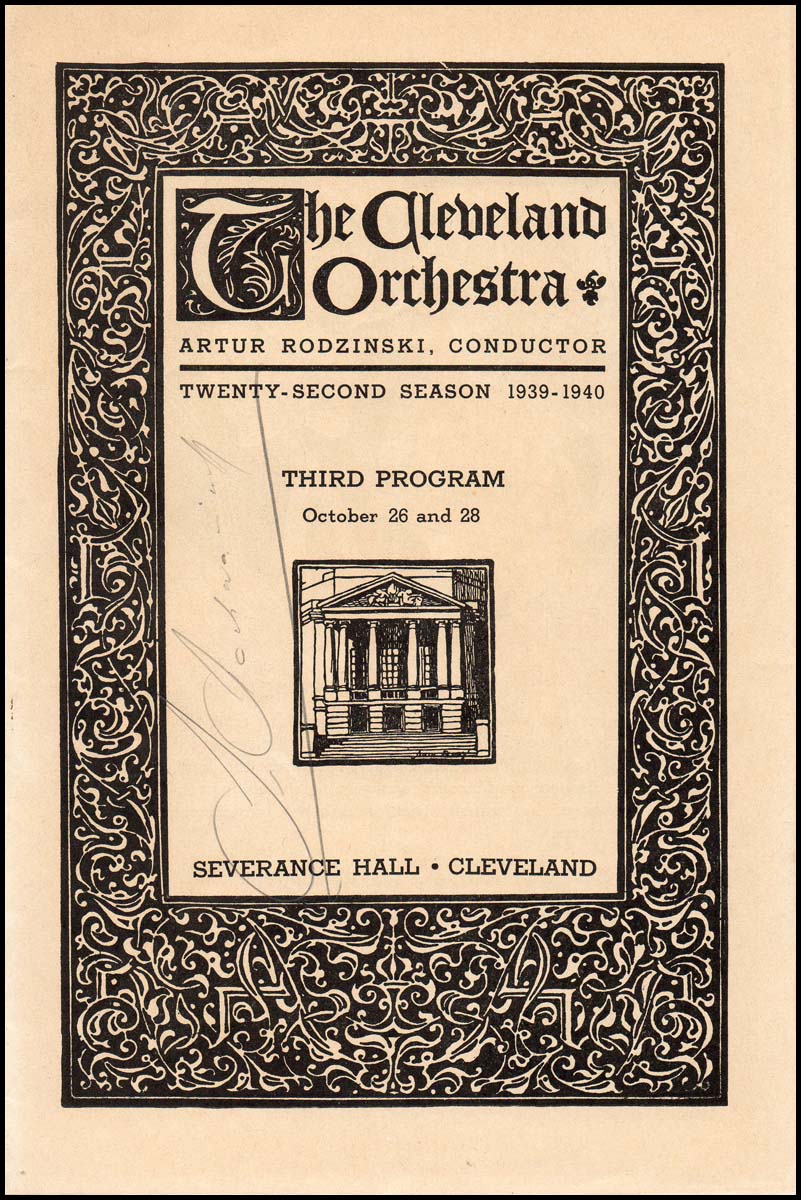 The Cleveland
Orchestra
ARTUR RODZINSKI, CONDUCTOR
TWENTY-SECOND SEASON 1939-1940
THIRD PROGRAM
October 26 and 28
SEVERANCE HALL • CLEVELAND